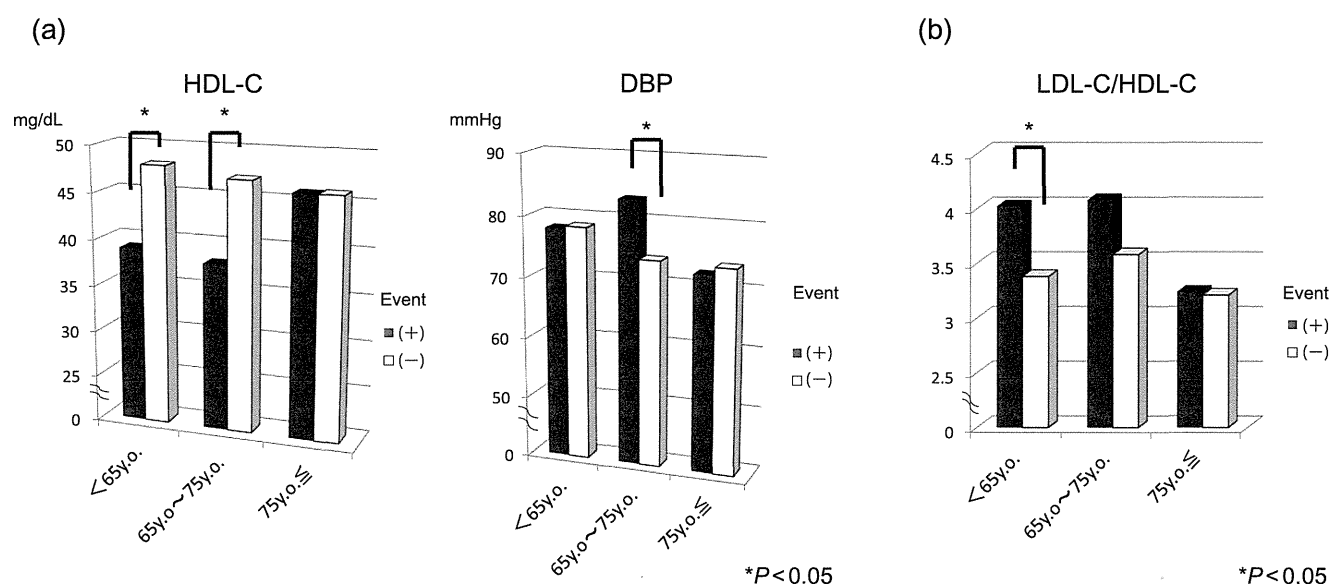 (a)
HDL-C
mg/dL
*
*
50
45
40
35
30
25
0
<65y.o.
65y.o~75y.o.
75y.o.≦
Event
(+)
(−)
DBP
mmHg
*
90
80
70
60
50
0
<65y.o.
65y.o~75y.o.
75y.o.≦
Event
(+)
(−)
*P<0.05
(b)
LDL-C/HDL-C
*
4.5
4
3.5
3
2.5
0
<65y.o.
65y.o~75y.o.
75y.o.≦
Event
(+)
(−)
*P<0.05